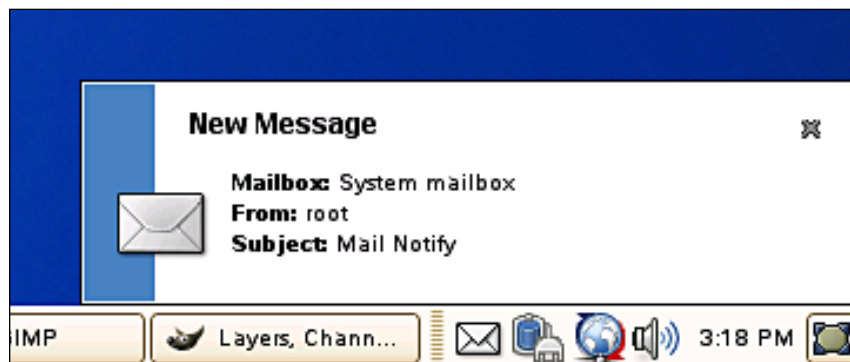 New Message
Mailbox: System mailbox
From: root
Subject: Mail Notify
IMP
Layers, Chann...
3:18 PM